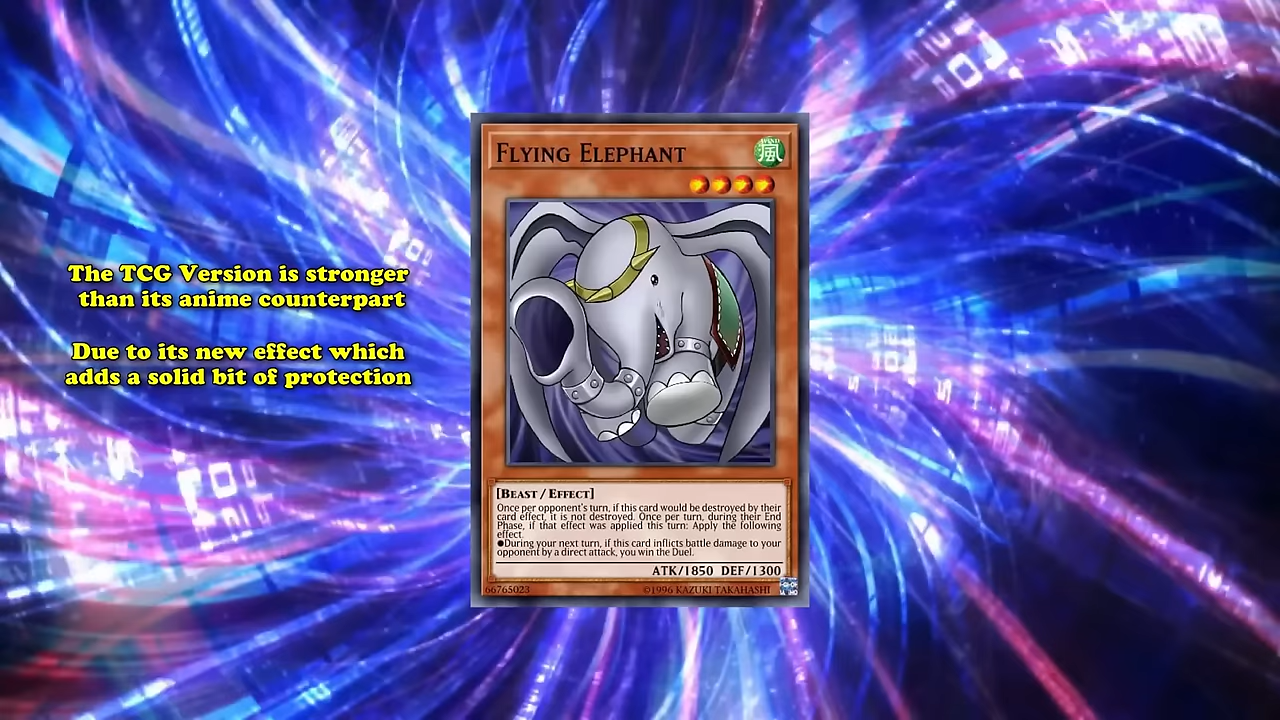 The TCG Version is stronger
than its anime counterpart
Due to its new effect which
adds a solid bit of protection
FLYING ELEPHANT
[BEAST / EFFECT]
Once per opponent's turn, if this card would be destroyed by their
card effect, it is not destroyed. Once per turn, during their End
Phase, if that effect was applied this turn: Apply the following
effect.
●During your next turn, if this card inflicts battle damage to your
opponent by a direct attack, you win the Duel.
ATK/1850 DEF/1300
66765023 ©1996 KAZUKI TAKAHASHI